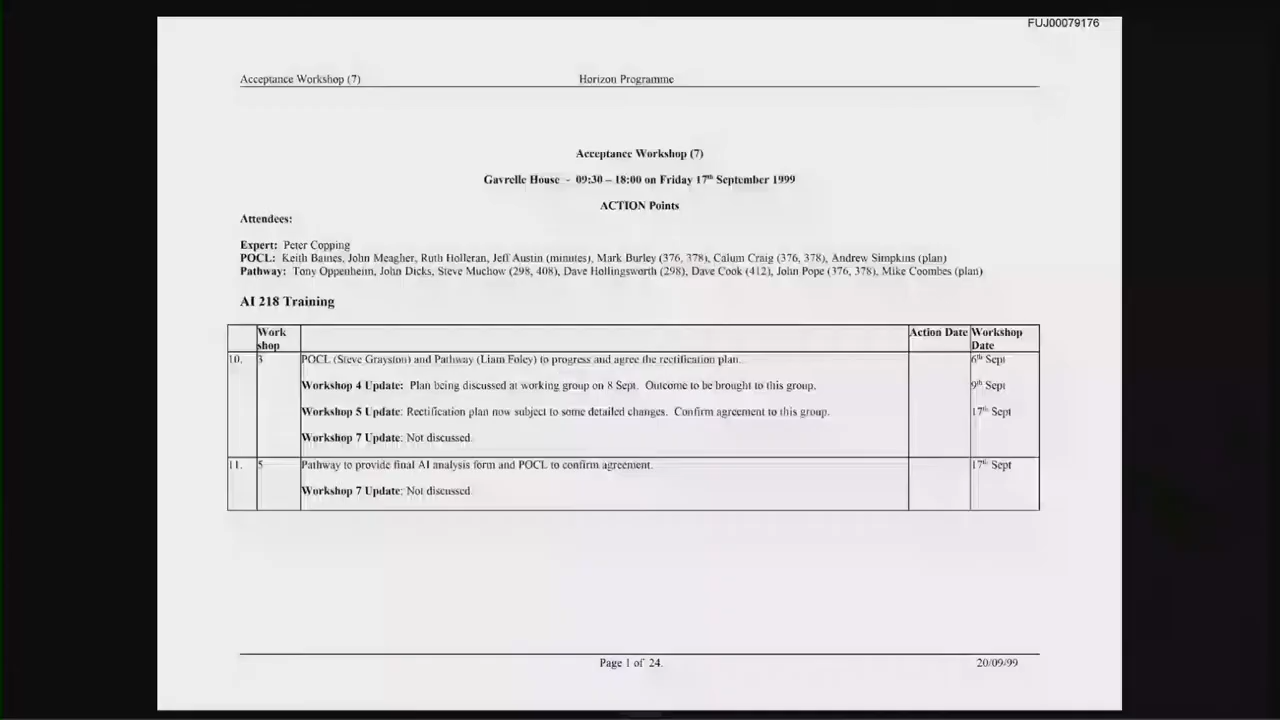 FUJ00079176
Acceptance Workshop (7) Horizon Programme
Acceptance Workshop (7)
Gavrelle House - 09:30 – 18:00 on Friday 17th September 1999
ACTION Points
Attendees:
Expert: Peter Copping
POCL: Keith Baines, John Meagher, Ruth Holleran, Jeff Austin (minutes), Mark Burley (376, 378), Calum Craig (376, 378), Andrew Simpkins (plan)
Pathway: Tony Oppenheim, John Dicks, Steve Muchow (298, 408), Dave Hollingsworth (298), Dave Cook (412), John Pope (376, 378), Mike Coombes (plan)
AI 218 Training
Work shop Action Date Workshop Date
10. 3 POCL (Steve Grayston) and Pathway (Liam Foley) to progress and agree the rectification plan. 6th Sept
Workshop 4 Update: Plan being discussed at working group on 8 Sept. Outcome to be brought to this group. 9th Sept
Workshop 5 Update: Rectification plan now subject to some detailed changes. Confirm agreement to this group. 17th Sept
Workshop 7 Update: Not discussed.
11. 5 Pathway to provide final AI analysis form and POCL to confirm agreement. 17th Sept
Workshop 7 Update: Not discussed.
Page 1 of 24. 20/09/99